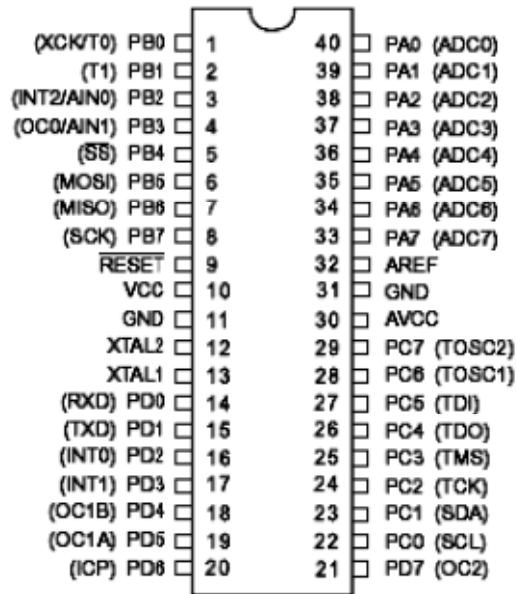 (XCK/T0) PB0 1 40 PA0 (ADC0)
(T1) PB1 2 39 PA1 (ADC1)
(INT2/AIN0) PB2 3 38 PA2 (ADC2)
(OC0/AIN1) PB3 4 37 PA3 (ADC3)
(SS) PB4 5 36 PA4 (ADC4)
(MOSI) PB5 6 35 PA5 (ADC5)
(MISO) PB6 7 34 PA6 (ADC6)
(SCK) PB7 8 33 PA7 (ADC7)
RESET 9 32 AREF
VCC 10 31 GND
GND 11 30 AVCC
XTAL2 12 29 PC7 (TOSC2)
XTAL1 13 28 PC6 (TOSC1)
(RXD) PD0 14 27 PC5 (TDI)
(TXD) PD1 15 26 PC4 (TDO)
(INT0) PD2 16 25 PC3 (TMS)
(INT1) PD3 17 24 PC2 (TCK)
(OC1B) PD4 18 23 PC1 (SDA)
(OC1A) PD5 19 22 PC0 (SCL)
(ICP) PD6 20 21 PD7 (OC2)